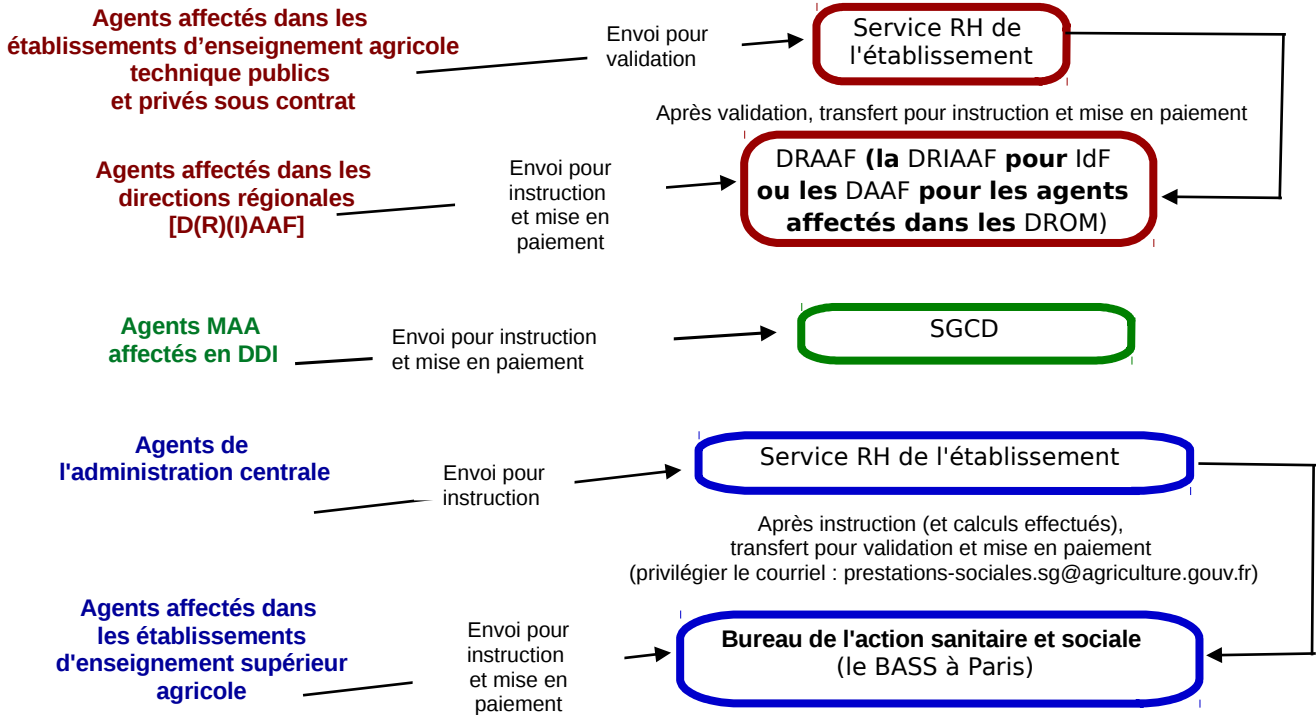 Agents affectés dans les
établissements d'enseignement agricole
technique publics
et privés sous contrat
Envoi pour
validation
Service RH de
l'établissement
Après validation, transfert pour instruction et mise en paiement
Agents affectés dans les
directions régionales
[D(R)(I)AAF]
Envoi pour
instruction
et mise en
paiement
DRAAF (la DRIAAF pour IdF
ou les DAAF pour les agents
affectés dans les DROM)
Agents MAA
affectés en DDI
Envoi pour instruction
et mise en paiement
SGCD
Agents de
l'administration centrale
Envoi pour
instruction
Service RH de l'établissement
Après instruction (et calculs effectués),
transfert pour validation et mise en paiement
(privilégier le courriel : prestations-sociales.sg@agriculture.gouv.fr)
Agents affectés dans
les établissements
d'enseignement supérieur
agricole
Envoi pour
instruction
et mise en
paiement
Bureau de l'action sanitaire et sociale
(le BASS à Paris)